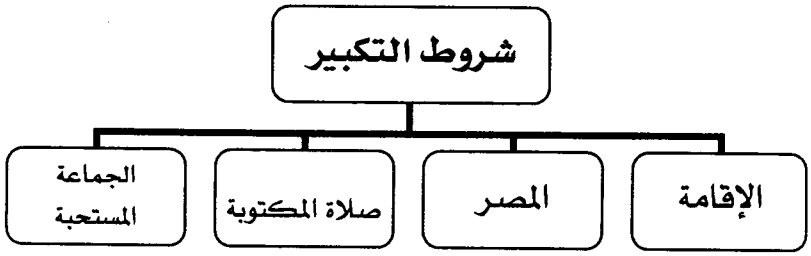 شروط التكبير
الإقامة
المصر
صلاة المكتوبة
الجماعة
المستحبة